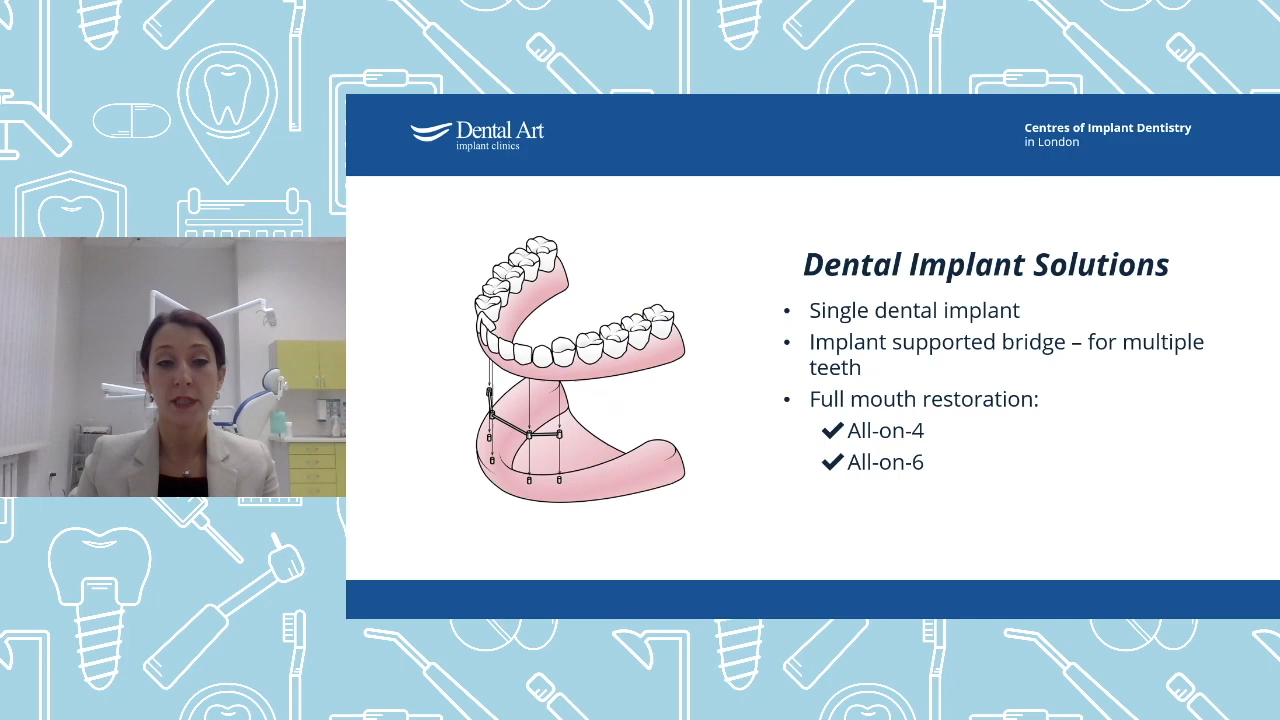 Dental Art
implant clinics
Centres of Implant Dentistry
in London
Dental Implant Solutions
• Single dental implant
• Implant supported bridge – for multiple
teeth
• Full mouth restoration:
✔All-on-4
✔All-on-6